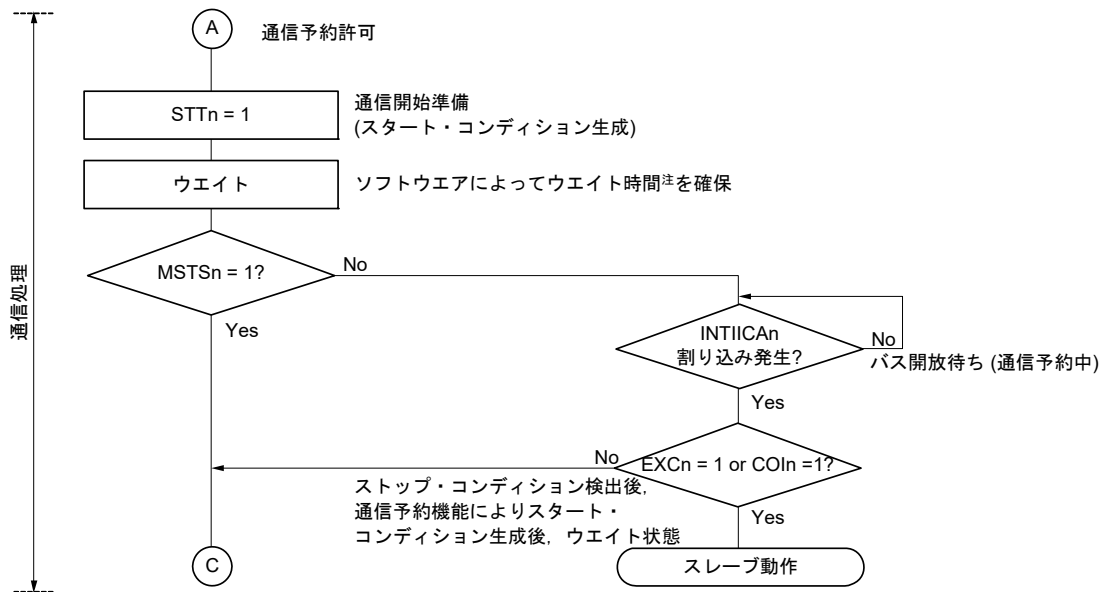 A
通信予約許可
STTn = 1
通信開始準備
(スタート・コンディション生成)
ウエイト
ソフトウエアによってウエイト時間注を確保
MSTSn = 1?
No
Yes
INTIICAn
割り込み発生?
No
バス開放待ち (通信予約中)
Yes
EXCn = 1 or COIn =1?
No
ストップ・コンディション検出後,
通信予約機能によりスタート・
コンディション生成後, ウエイト状態
Yes
C
スレーブ動作
通信処理